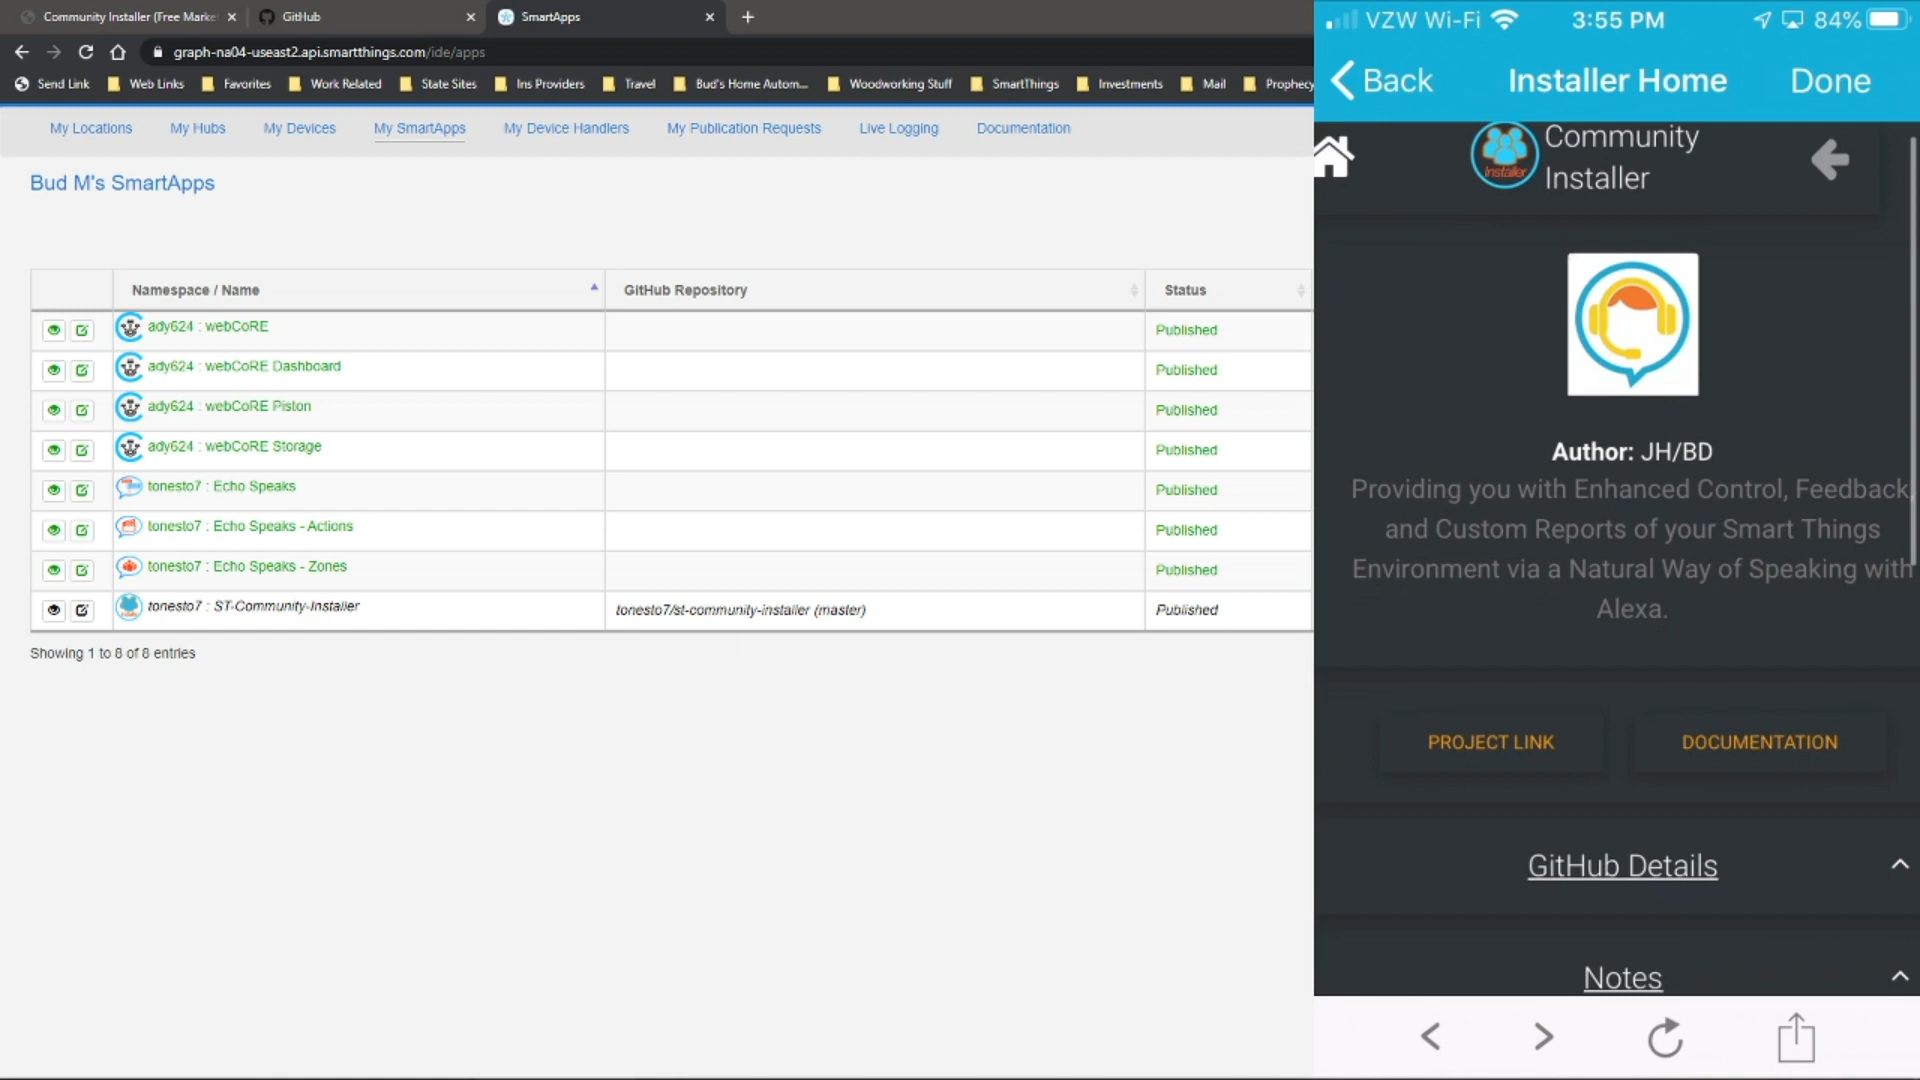 Community Installer (Free Marke
GitHub
SmartApps
graph-na04-useast2.api.smartthings.com/ide/apps
Send Link
Web Links
Favorites
Work Related
State Sites
Ins Providers
Travel
Bud's Home Autom...
Woodworking Stuff
SmartThings
Investments
Mail
Prophecy
My Locations
My Hubs
My Devices
My SmartApps
My Device Handlers
My Publication Requests
Live Logging
Documentation
Bud M's SmartApps
Namespace / Name
GitHub Repository
Status
ady624 : webCoRE
Published
ady624 : webCoRE Dashboard
Published
ady624 : webCoRE Piston
Published
ady624 : webCoRE Storage
Published
tonesto7 : Echo Speaks
Published
tonesto7 : Echo Speaks - Actions
Published
tonesto7 : Echo Speaks - Zones
Published
tonesto7 : ST-Community-Installer
tonesto7/st-community-installer (master)
Published
Showing 1 to 8 of 8 entries
VZW Wi-Fi
3:55 PM
84%
Back
Installer Home
Done
Installer
Community
Installer
Author: JH/BD
Providing you with Enhanced Control, Feedback,
and Custom Reports of your Smart Things
Environment via a Natural Way of Speaking with
Alexa.
PROJECT LINK
DOCUMENTATION
GitHub Details
Notes